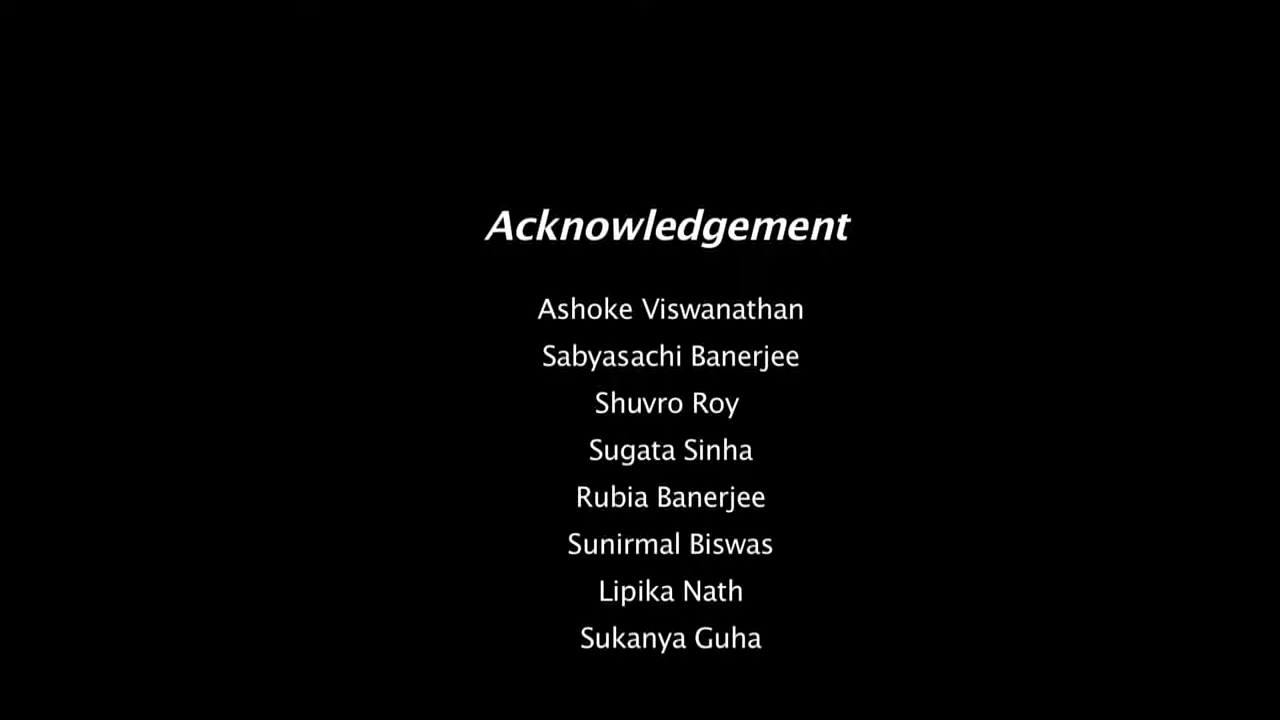 Acknowledgement
Ashoke Viswanathan
Sabyasachi Banerjee
Shuvro Roy
Sugata Sinha
Rubia Banerjee
Sunirmal Biswas
Lipika Nath
Sukanya Guha